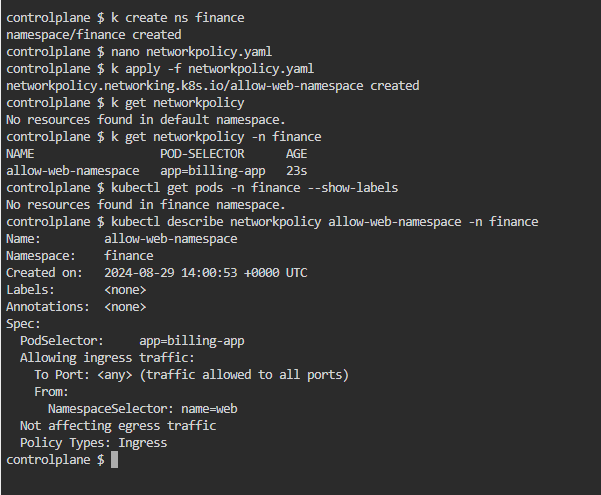 controlplane $ k create ns finance
namespace/finance created
controlplane $ nano networkpolicy.yaml
controlplane $ k apply -f networkpolicy.yaml
networkpolicy.networking.k8s.io/allow-web-namespace created
controlplane $ k get networkpolicy
No resources found in default namespace.
controlplane $ k get networkpolicy -n finance
NAME                  POD-SELECTOR      AGE
allow-web-namespace   app=billing-app   23s
controlplane $ kubectl get pods -n finance --show-labels
No resources found in finance namespace.
controlplane $ kubectl describe networkpolicy allow-web-namespace -n finance
Name:         allow-web-namespace
Namespace:    finance
Created on:   2024-08-29 14:00:53 +0000 UTC
Labels:       <none>
Annotations:  <none>
Spec:
  PodSelector:     app=billing-app
  Allowing ingress traffic:
    To Port: <any> (traffic allowed to all ports)
    From:
      NamespaceSelector: name=web
  Not affecting egress traffic
  Policy Types: Ingress
controlplane $